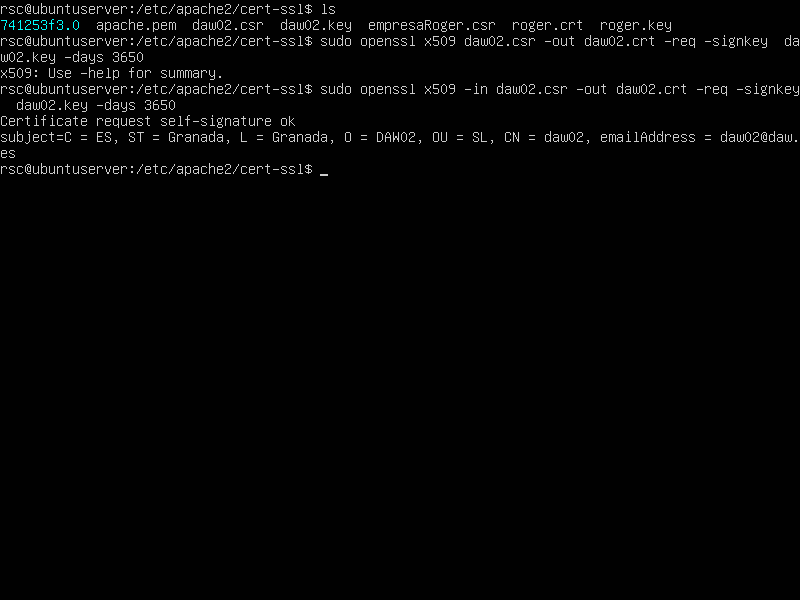 rsc@ubuntuserver:/etc/apache2/cert-ssl$ ls
741253f3.0  apache.pem  daw02.csr  daw02.key  empresaRoger.csr  roger.crt  roger.key
rsc@ubuntuserver:/etc/apache2/cert-ssl$ sudo openssl x509 daw02.csr -out daw02.crt -req -signkey  da
w02.key -days 3650
x509: Use -help for summary.
rsc@ubuntuserver:/etc/apache2/cert-ssl$ sudo openssl x509 -in daw02.csr -out daw02.crt -req -signkey
  daw02.key -days 3650
Certificate request self-signature ok
subject=C = ES, ST = Granada, L = Granada, O = DAW02, OU = SL, CN = daw02, emailAddress = daw02@daw.
es
rsc@ubuntuserver:/etc/apache2/cert-ssl$ _